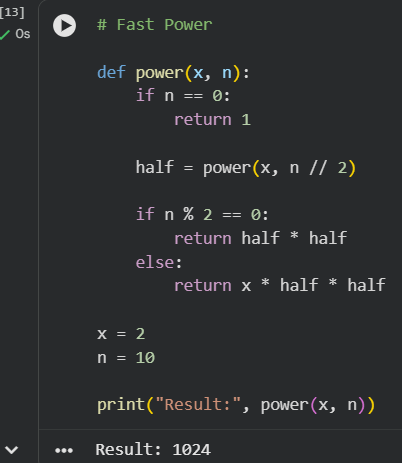 [13]
0s
# Fast Power
def power(x, n):
    if n == 0:
        return 1
    half = power(x, n // 2)
    if n % 2 == 0:
        return half * half
    else:
        return x * half * half
x = 2
n = 10
print("Result:", power(x, n))
Result: 1024